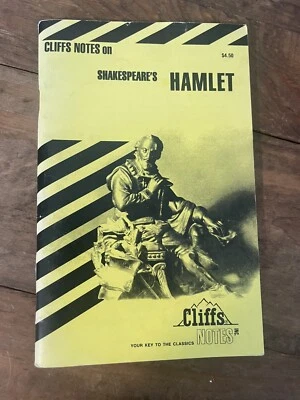 CLIFFS NOTES on
$4.50
SHAKESPEARE'S HAMLET
Cliffs
NOTES
YOUR KEY TO THE CLASSICS